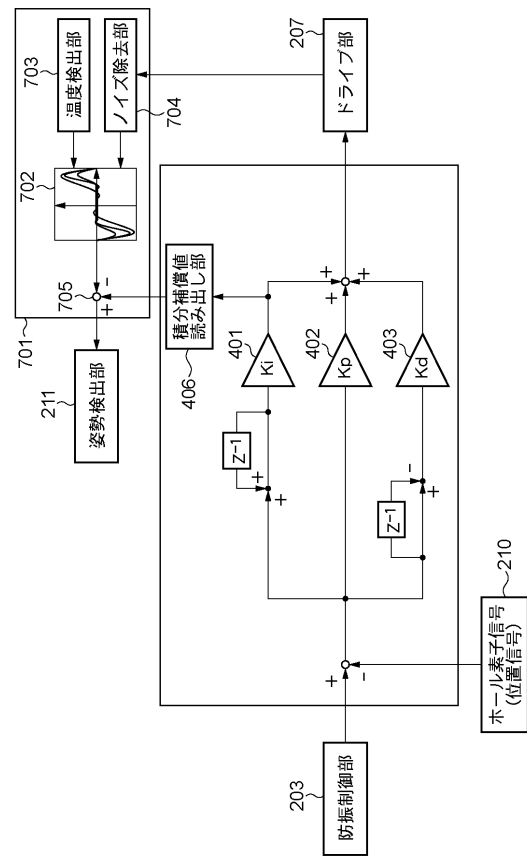 701
702
703
温度検出部
ノイズ除去部
704
705
-
+
211
姿勢検出部
406
積分補償値
読み出し部
207
ドライブ部
401
Ki
402
Kp
403
Kd
+
+
+
Z-1
+
+
Z-1
-
+
203
防振制御部
+
-
210
ホール素子信号
(位置信号)